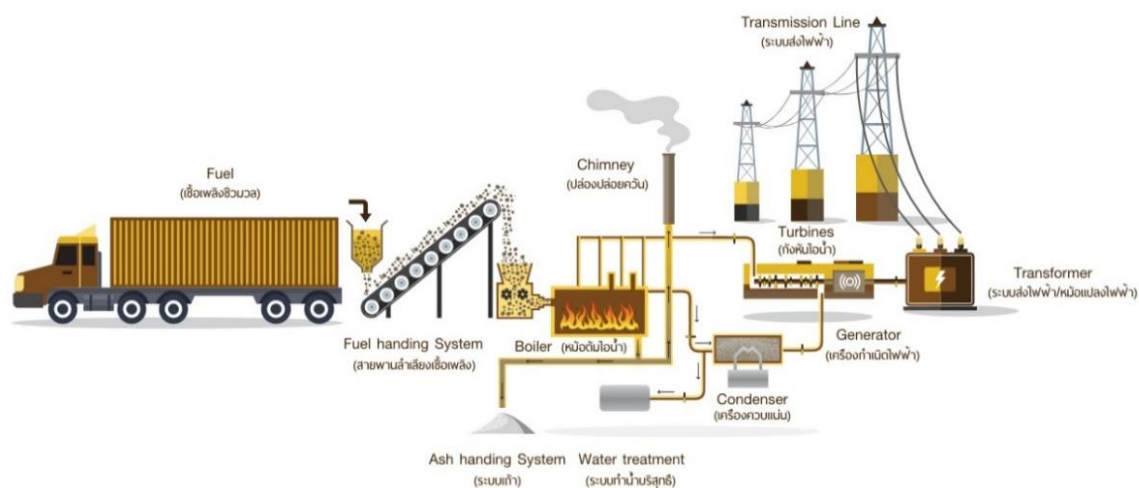 Transmission Line
(ระบบส่งไฟฟ้า)
Fuel
(เชื้อเพลิงชีวมวล)
Chimney
(ปล่องปล่อยควัน)
Turbines
(กังหันไอน้ำ)
Transformer
(ระบบส่งไฟฟ้า/หม้อแปลงไฟฟ้า)
Fuel handing System
(สายพานลำเลียงเชื้อเพลิง)
Boiler (หม้อต้มไอน้ำ)
Generator
(เครื่องกำเนิดไฟฟ้า)
Condenser
(เครื่องควบแน่น)
Ash handing System
(ระบบเถ้า)
Water treatment
(ระบบทำน้ำบริสุทธิ์)